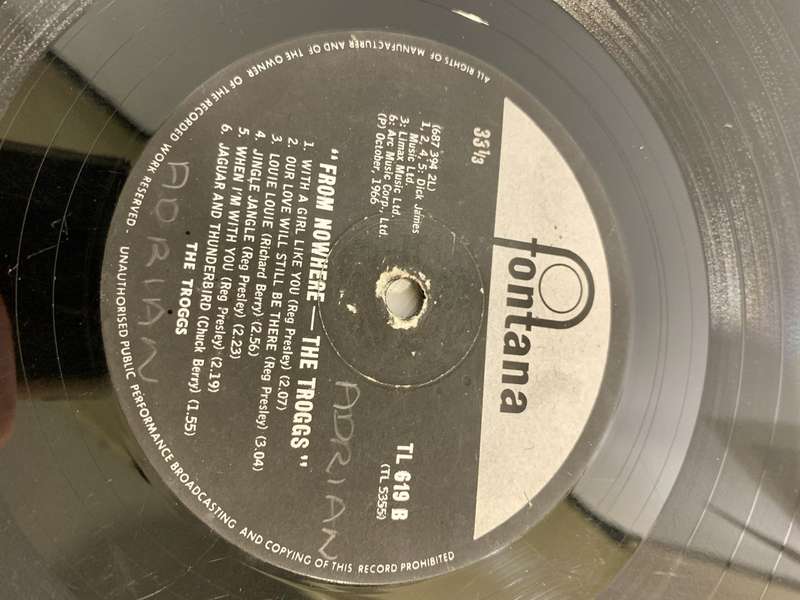 fontana
33⅓
(687 394 2L)
1, 2, 4, 5: Dick James
Music Ltd.
3: Limax Music Ltd.
6: Arc Music Corp., Ltd.
(P) October, 1966
TL 619 B
(TL 5355)
"FROM NOWHERE — THE TROGGS"
1. WITH A GIRL LIKE YOU (Reg Presley) (2.07)
2. OUR LOVE WILL STILL BE THERE (Reg Presley) (3.04)
3. LOUIE LOUIE (Richard Berry) (2.56)
4. JINGLE JANGLE (Reg Presley) (2.23)
5. WHEN I'M WITH YOU (Reg Presley) (2.19)
6. JAGUAR AND THUNDERBIRD (Chuck Berry) (1.55)
THE TROGGS
ADRIAN
ADRIAN
ALL RIGHTS OF MANUFACTURER AND OF THE OWNER OF THE RECORDED WORK RESERVED. UNAUTHORISED PUBLIC PERFORMANCE BROADCASTING AND COPYING OF THIS RECORD PROHIBITED